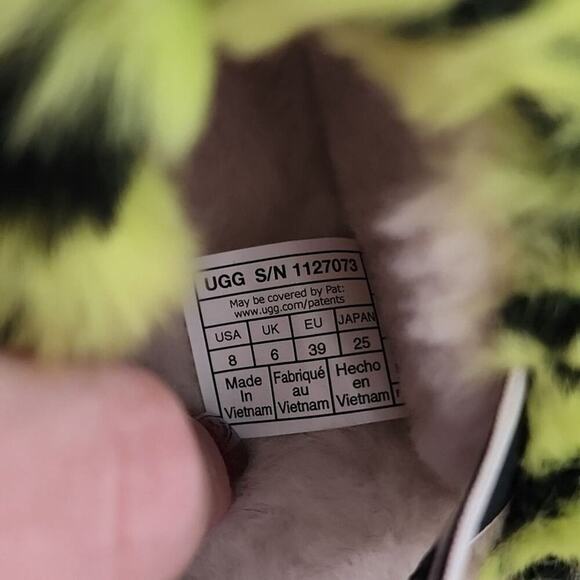 UGG S/N 1127073
May be covered by Pat:
www.ugg.com/patents
USA UK EU JAPAN
8 6 39 25
Made In Vietnam
Fabriqué au Vietnam
Hecho en Vietnam